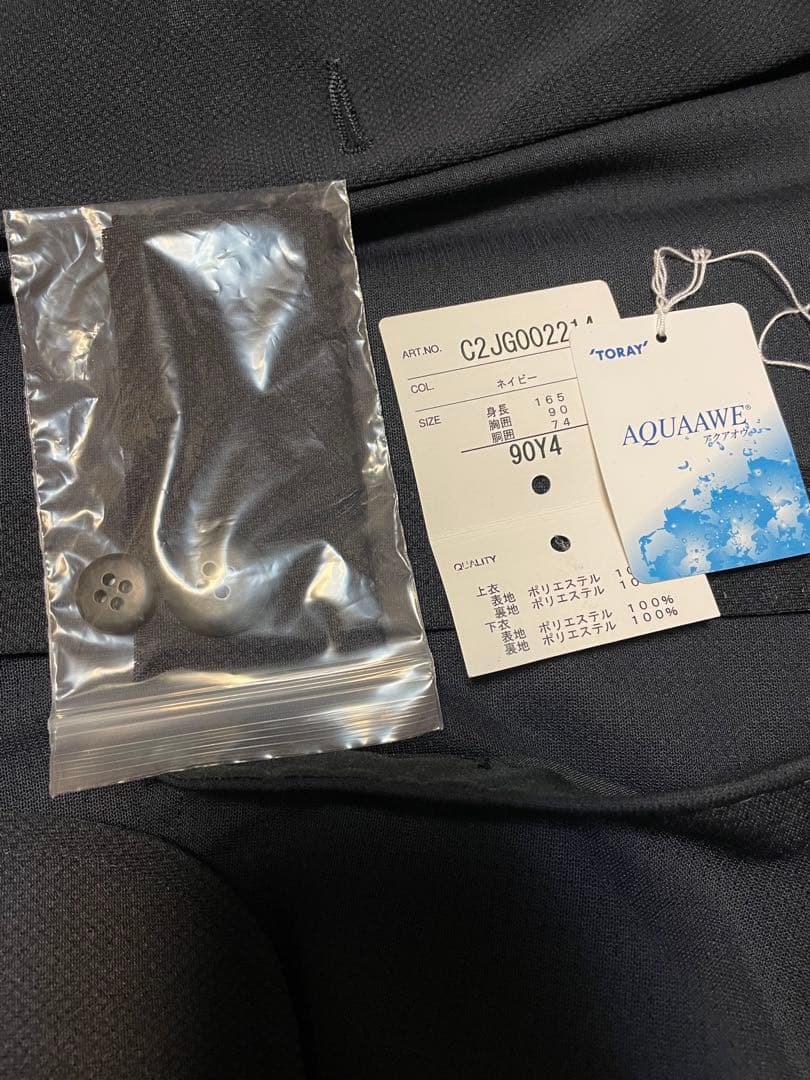 ART.NO. C2JG002214
COL. ネイビー
SIZE 身長 165
胸囲 90
胴囲 74
90Y4
QUALITY
上衣
表地 ポリエステル
裏地 ポリエステル
下衣
表地 ポリエステル 100%
裏地 ポリエステル 100%
'TORAY'
AQUAAWE®
アクアオウ